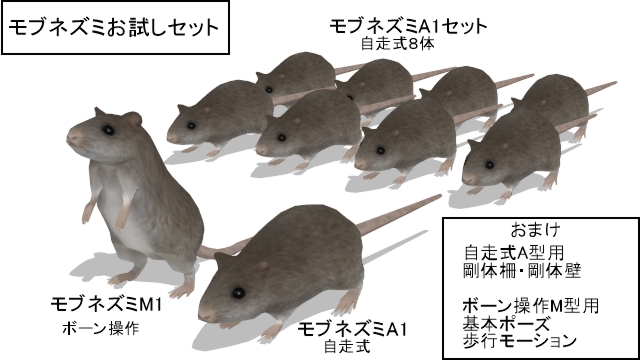 モブネズミお試しセット
モブネズミA1セット
自走式8体
モブネズミM1
ボーン操作
モブネズミA1
自走式
おまけ
自走式A型用
剛体柵・剛体壁
ボーン操作M型用
基本ポーズ
歩行モーション